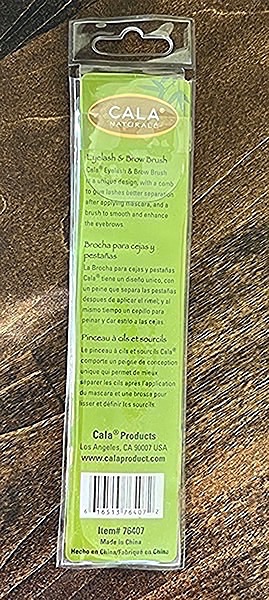 CALA®
NATURALE
Eyelash & Brow Brush
Cala® Eyelash & Brow Brush
is a unique design, with a comb
to give lashes better separation
after applying mascara, and a
brush to smooth and enhance
the eyebrows.
Brocha para cejas y
pestañas
La Brocha para cejas y pestañas
Cala® tiene un diseño unico, con
un peine que separa las pestañas
despues de aplicar el rimel; y al
mismo tiempo un cepillo para
peinar y dar estilo a las cejas.
Pinceau à cils et sourcils
Le pinceau à cils et sourcils Cala®
comporte un peigne de conception
unique qui permet de mieux
séparer les cils après l'application
du mascara et une brosse pour
lisser et définir les sourcils.
Cala® Products
Los Angeles, CA 90007 USA
www.calaproduct.com
6 16513 76407 2
Item# 76407
Made in China
Hecho en China/Fabriqué en China